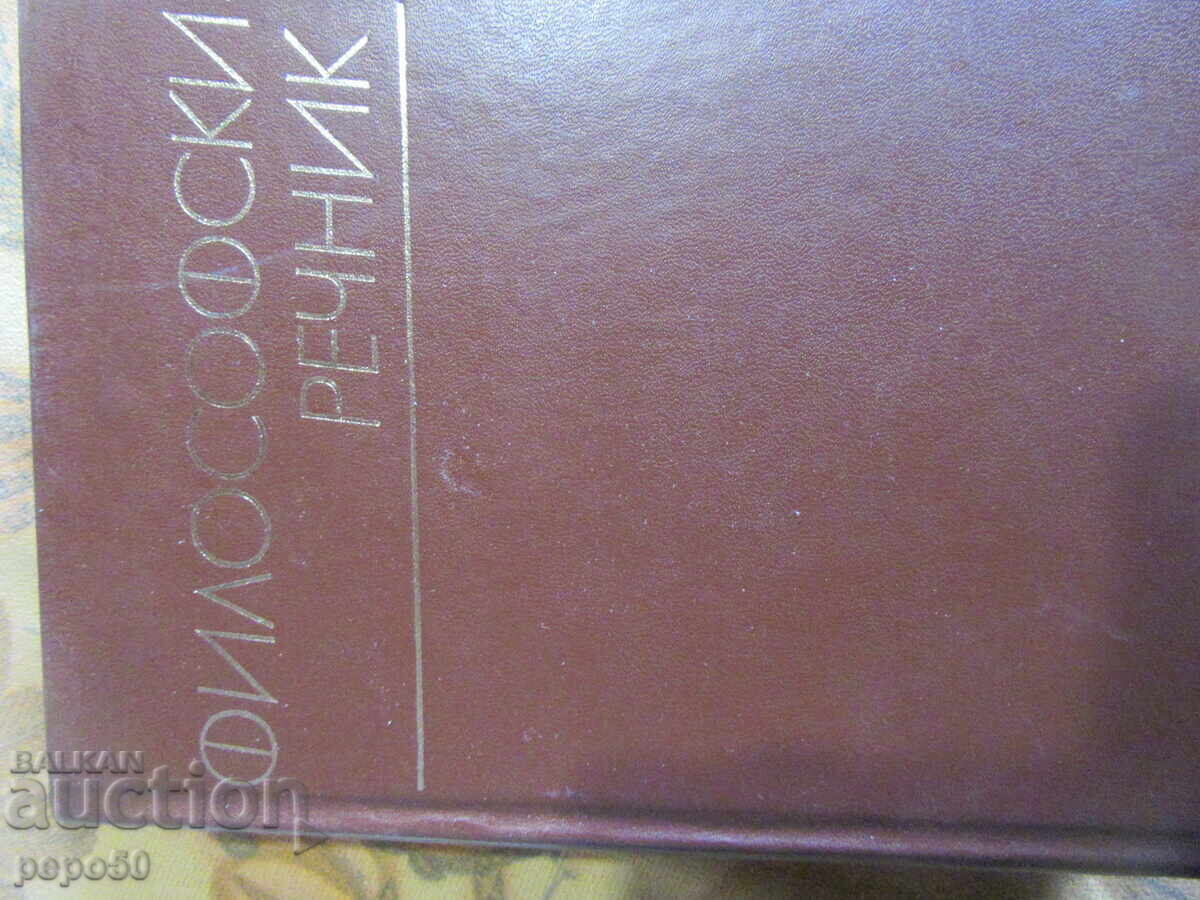 ФИЛОСОФСКИ
РЕЧНИК
BALKAN
auction
pepo50